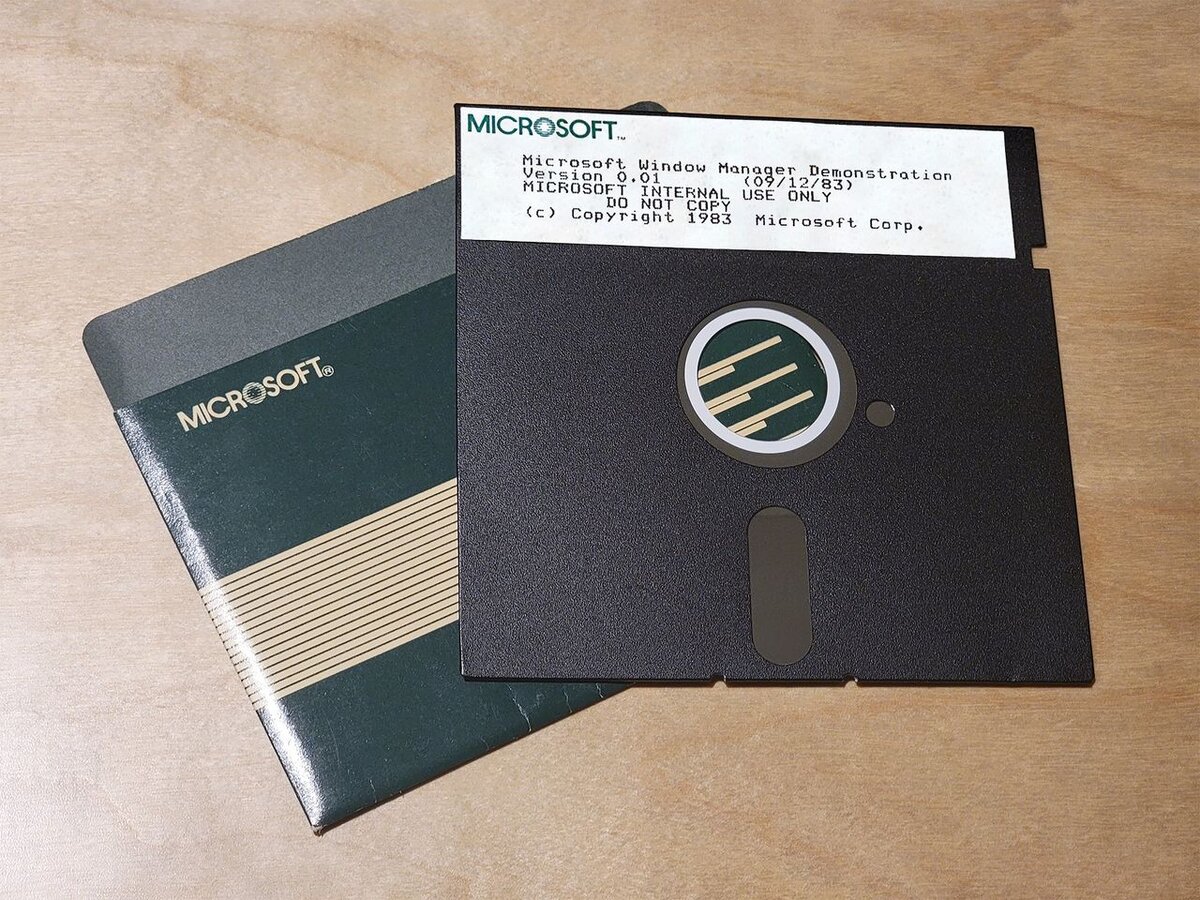 MICROSOFT™
Microsoft Window Manager Demonstration
Version 0.01 (09/12/83)
MICROSOFT INTERNAL USE ONLY
DO NOT COPY
(c) Copyright 1983 Microsoft Corp.
MICROSOFT®